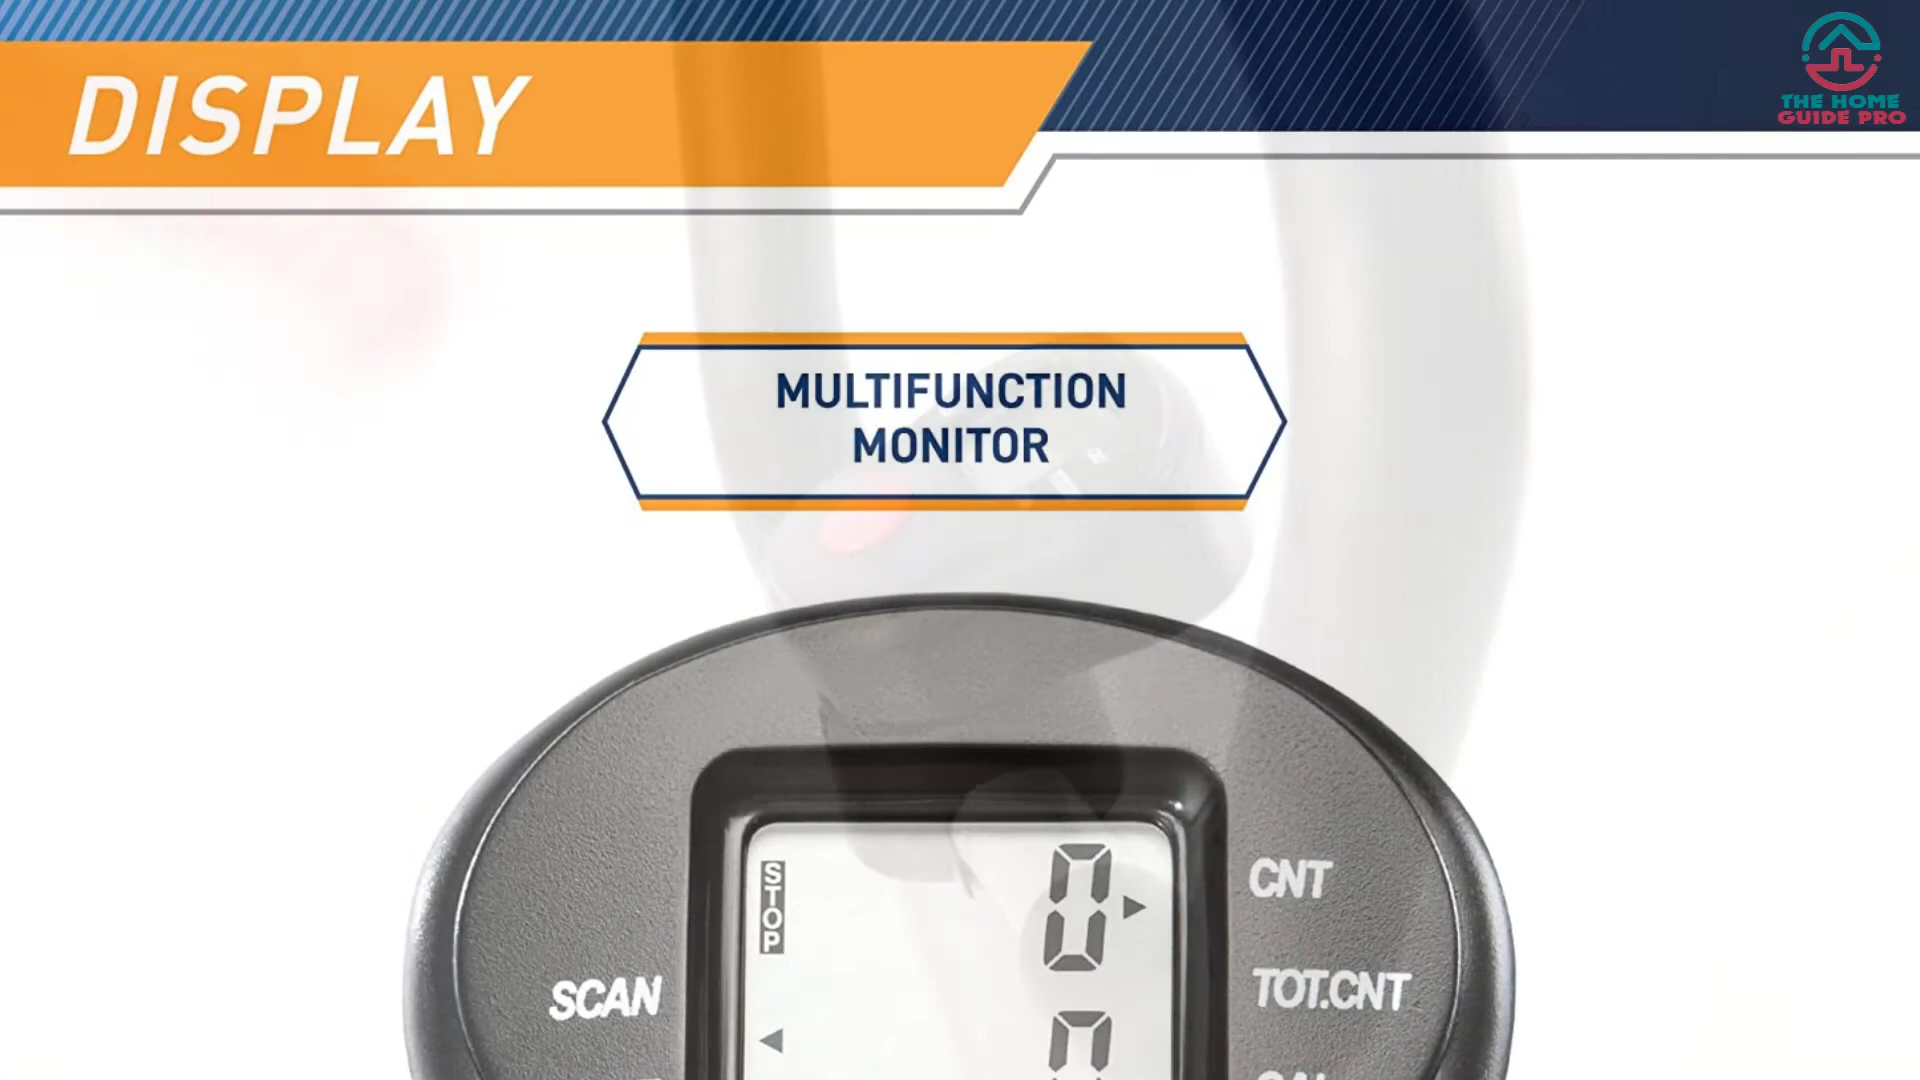 DISPLAY
THE HOME
GUIDE PRO
MULTIFUNCTION
MONITOR
STOP
0
CNT
SCAN
TOT.CNT